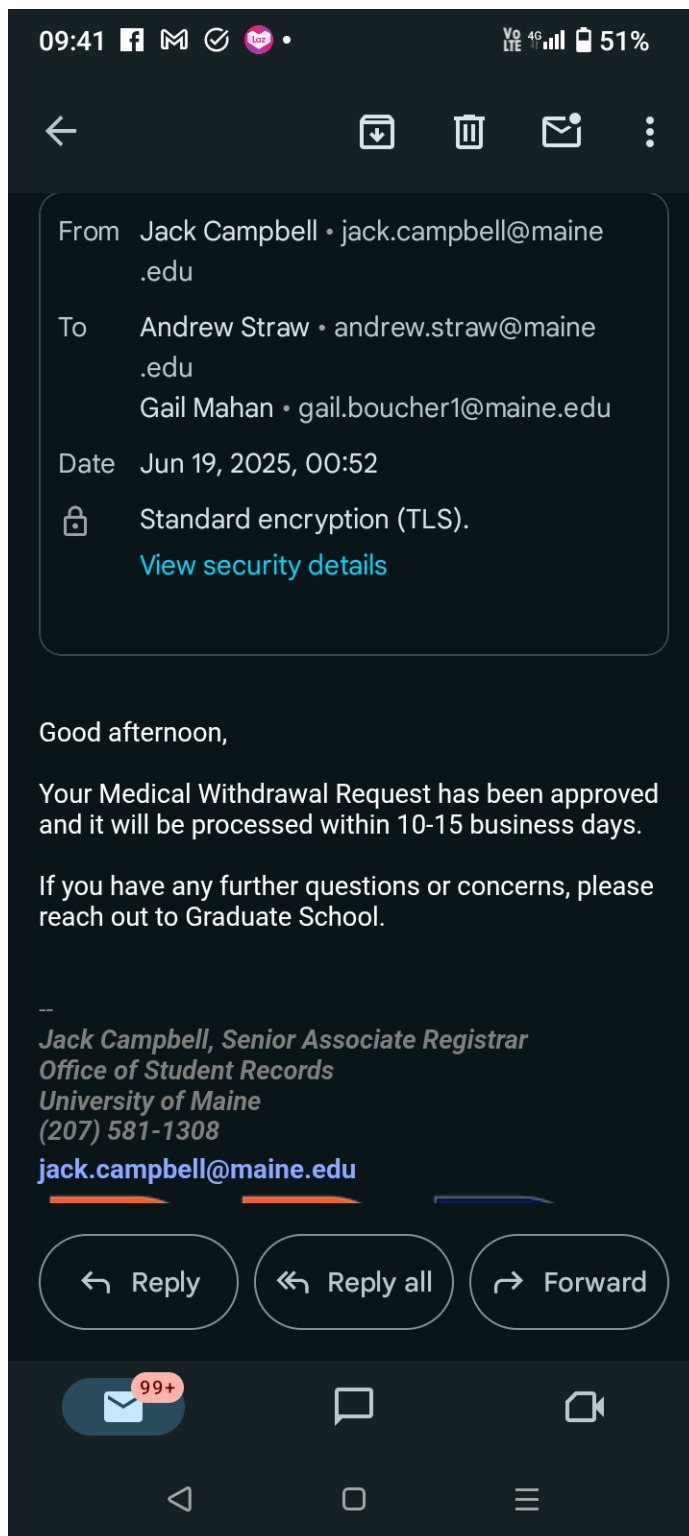 09:41 51%
Vo LTE 4G
From Jack Campbell • jack.campbell@maine
.edu
To Andrew Straw • andrew.straw@maine
.edu
Gail Mahan • gail.boucher1@maine.edu
Date Jun 19, 2025, 00:52
Standard encryption (TLS).
View security details
Good afternoon,
Your Medical Withdrawal Request has been approved
and it will be processed within 10-15 business days.
If you have any further questions or concerns, please
reach out to Graduate School.
--
Jack Campbell, Senior Associate Registrar
Office of Student Records
University of Maine
(207) 581-1308
jack.campbell@maine.edu
Reply Reply all Forward
99+